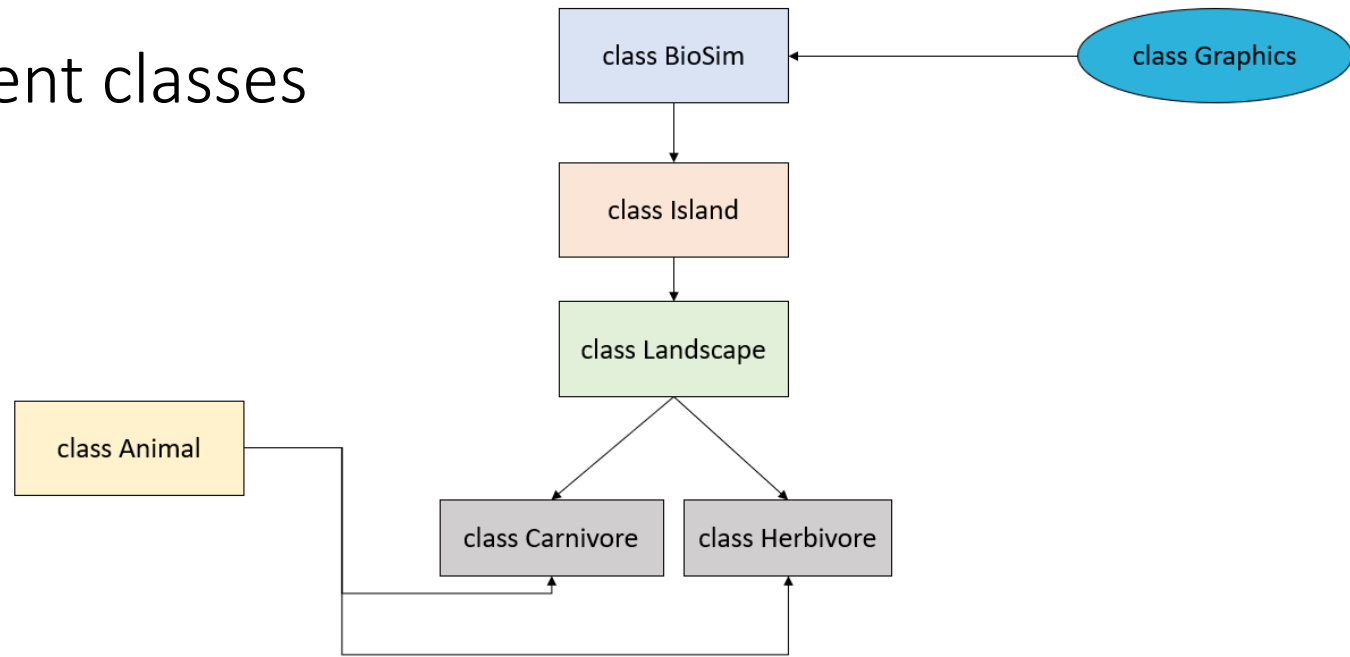 ent classes
class BioSim
class Graphics
class Island
class Landscape
class Animal
class Carnivore
class Herbivore